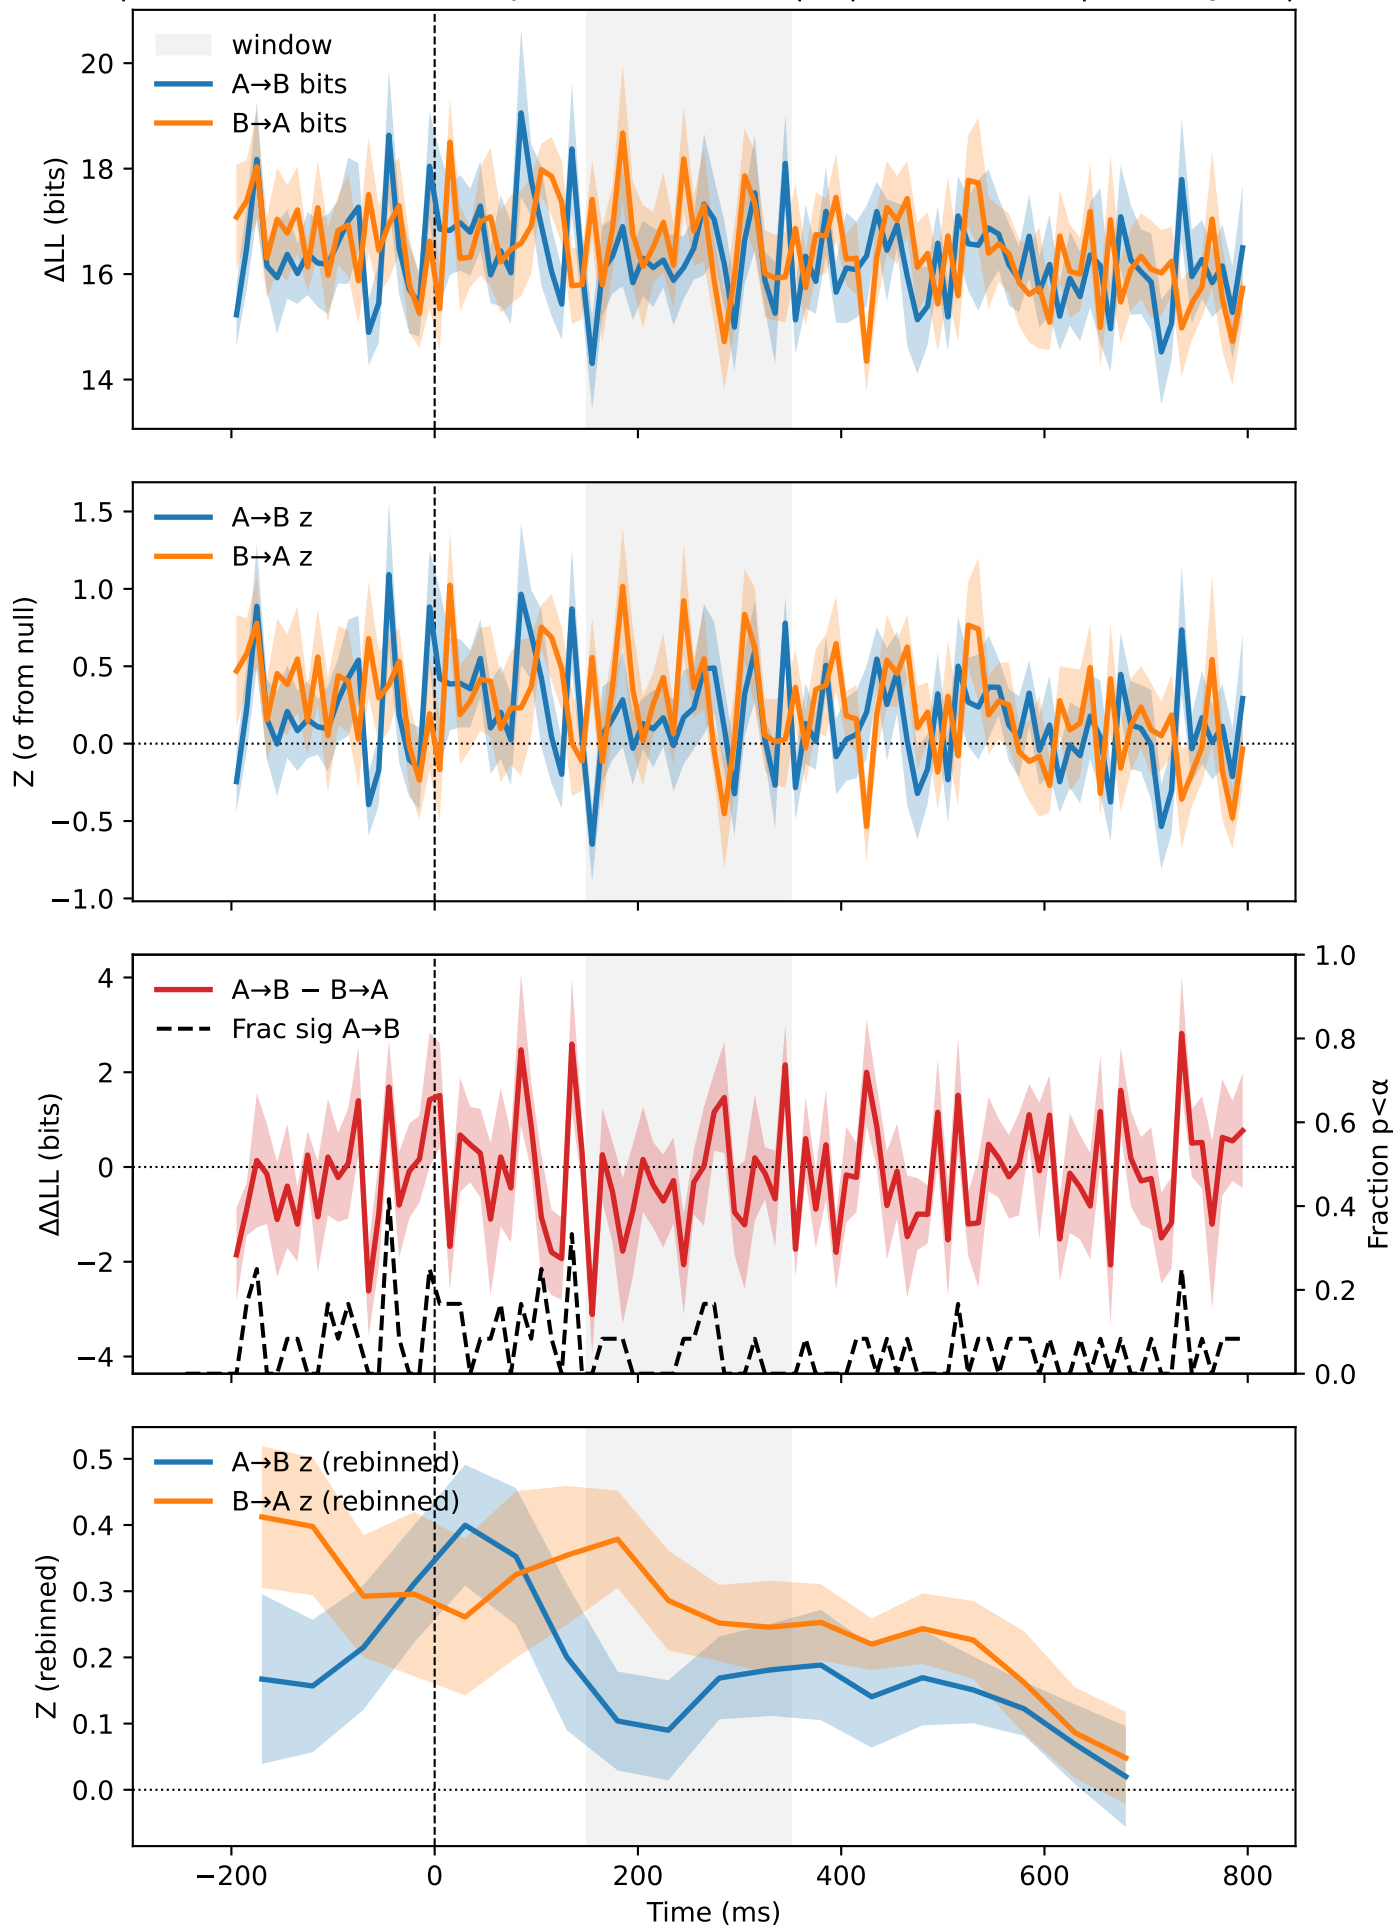 window
A→B bits
B→A bits
ΔLL (bits)
20
18
16
14
A→B z
B→A z
Z (σ from null)
1.5
1.0
0.5
0.0
−0.5
−1.0
A→B − B→A
Frac sig A→B
ΔΔLL (bits)
4
2
0
−2
−4
1.0
0.8
0.6
0.4
0.2
0.0
Fraction p<α
A→B z (rebinned)
B→A z (rebinned)
Z (rebinned)
0.5
0.4
0.3
0.2
0.1
0.0
−200 0 200 400 600 800
Time (ms)